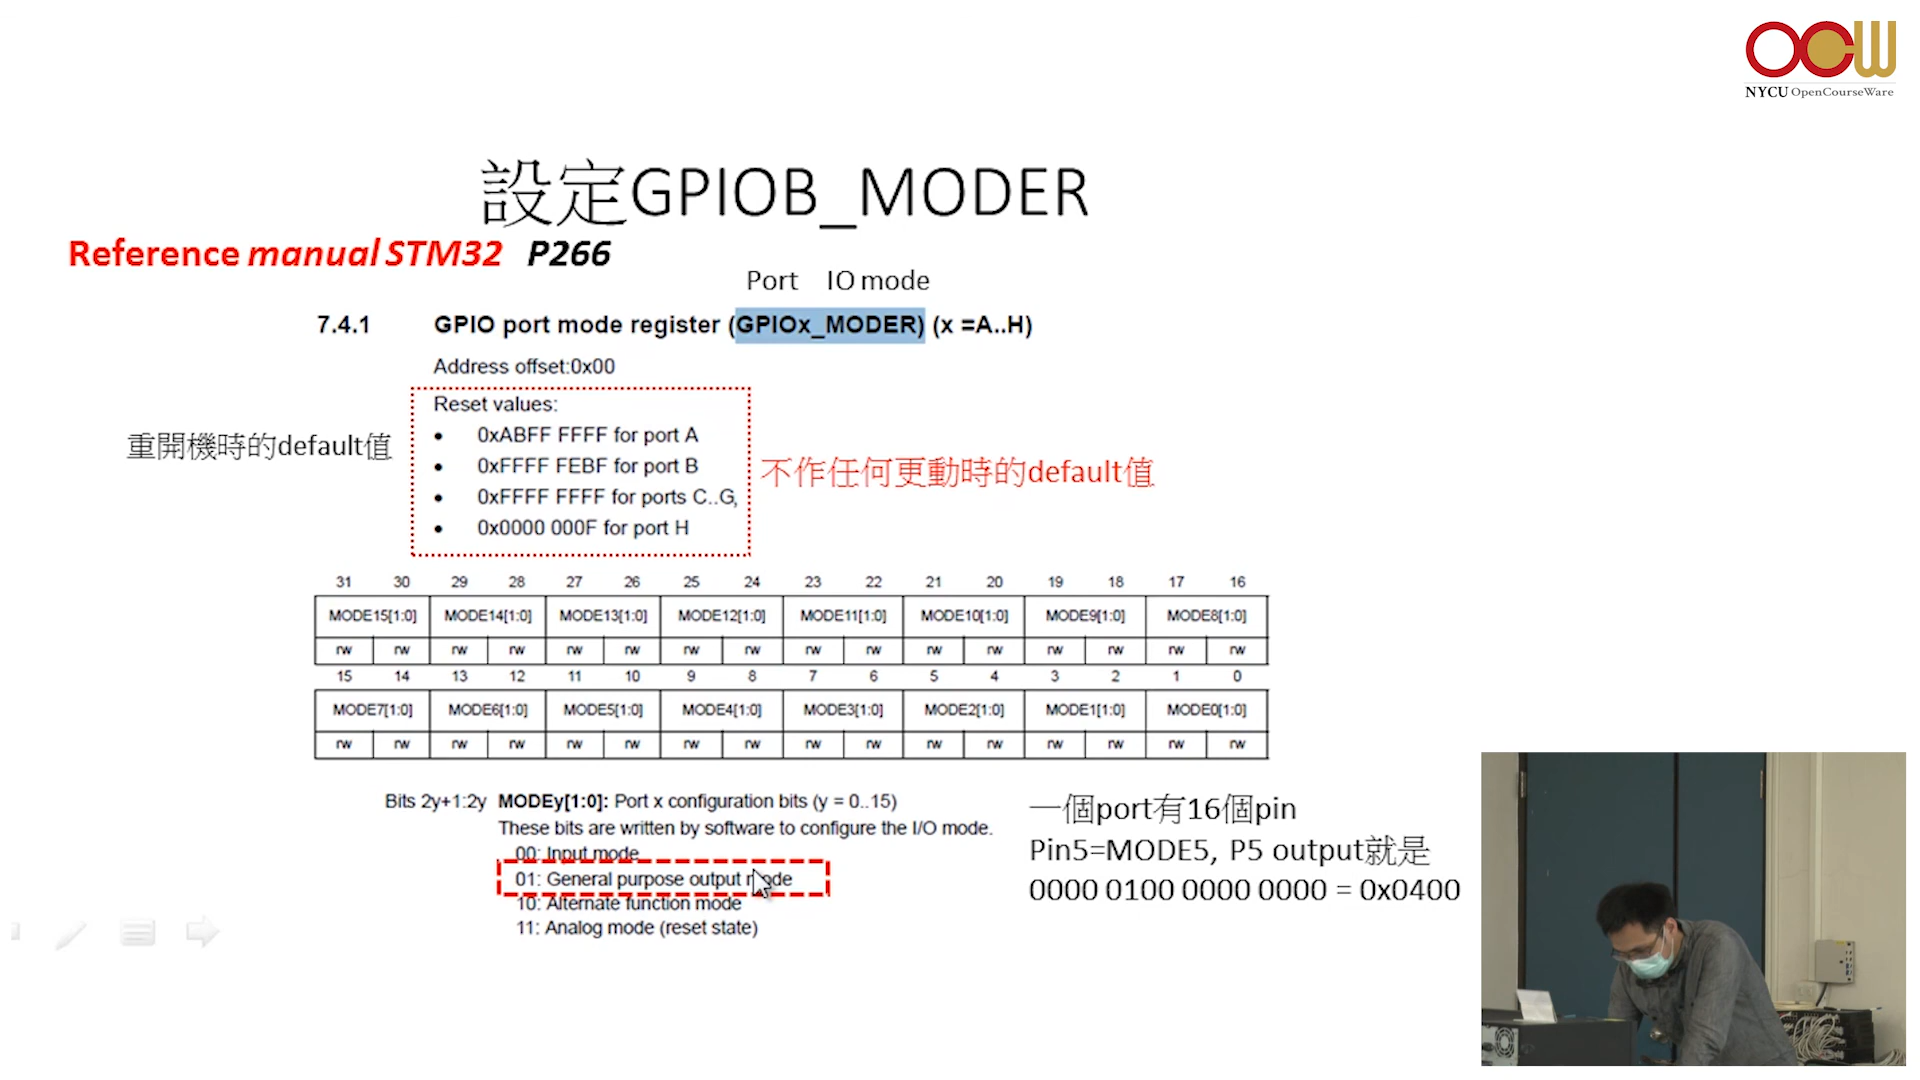 OCW
NYCU OpenCourseWare
設定GPIOB_MODER
Reference manual STM32 P266
Port IO mode
7.4.1 GPIO port mode register (GPIOx_MODER) (x =A..H)
Address offset:0x00
Reset values:
• 0xABFF FFFF for port A
• 0xFFFF FEBF for port B
• 0xFFFF FFFF for ports C..G,
• 0x0000 000F for port H
重開機時的default值
不作任何更動時的default值
31 30 29 28 27 26 25 24 23 22 21 20 19 18 17 16
MODE15[1:0] MODE14[1:0] MODE13[1:0] MODE12[1:0] MODE11[1:0] MODE10[1:0] MODE9[1:0] MODE8[1:0]
rw rw rw rw rw rw rw rw rw rw rw rw rw rw rw rw
15 14 13 12 11 10 9 8 7 6 5 4 3 2 1 0
MODE7[1:0] MODE6[1:0] MODE5[1:0] MODE4[1:0] MODE3[1:0] MODE2[1:0] MODE1[1:0] MODE0[1:0]
rw rw rw rw rw rw rw rw rw rw rw rw rw rw rw rw
Bits 2y+1:2y MODEy[1:0]: Port x configuration bits (y = 0..15)
These bits are written by software to configure the I/O mode.
00: Input mode
01: General purpose output mode
10: Alternate function mode
11: Analog mode (reset state)
一個port有16個pin
Pin5=MODE5, P5 output就是
0000 0100 0000 0000 = 0x0400